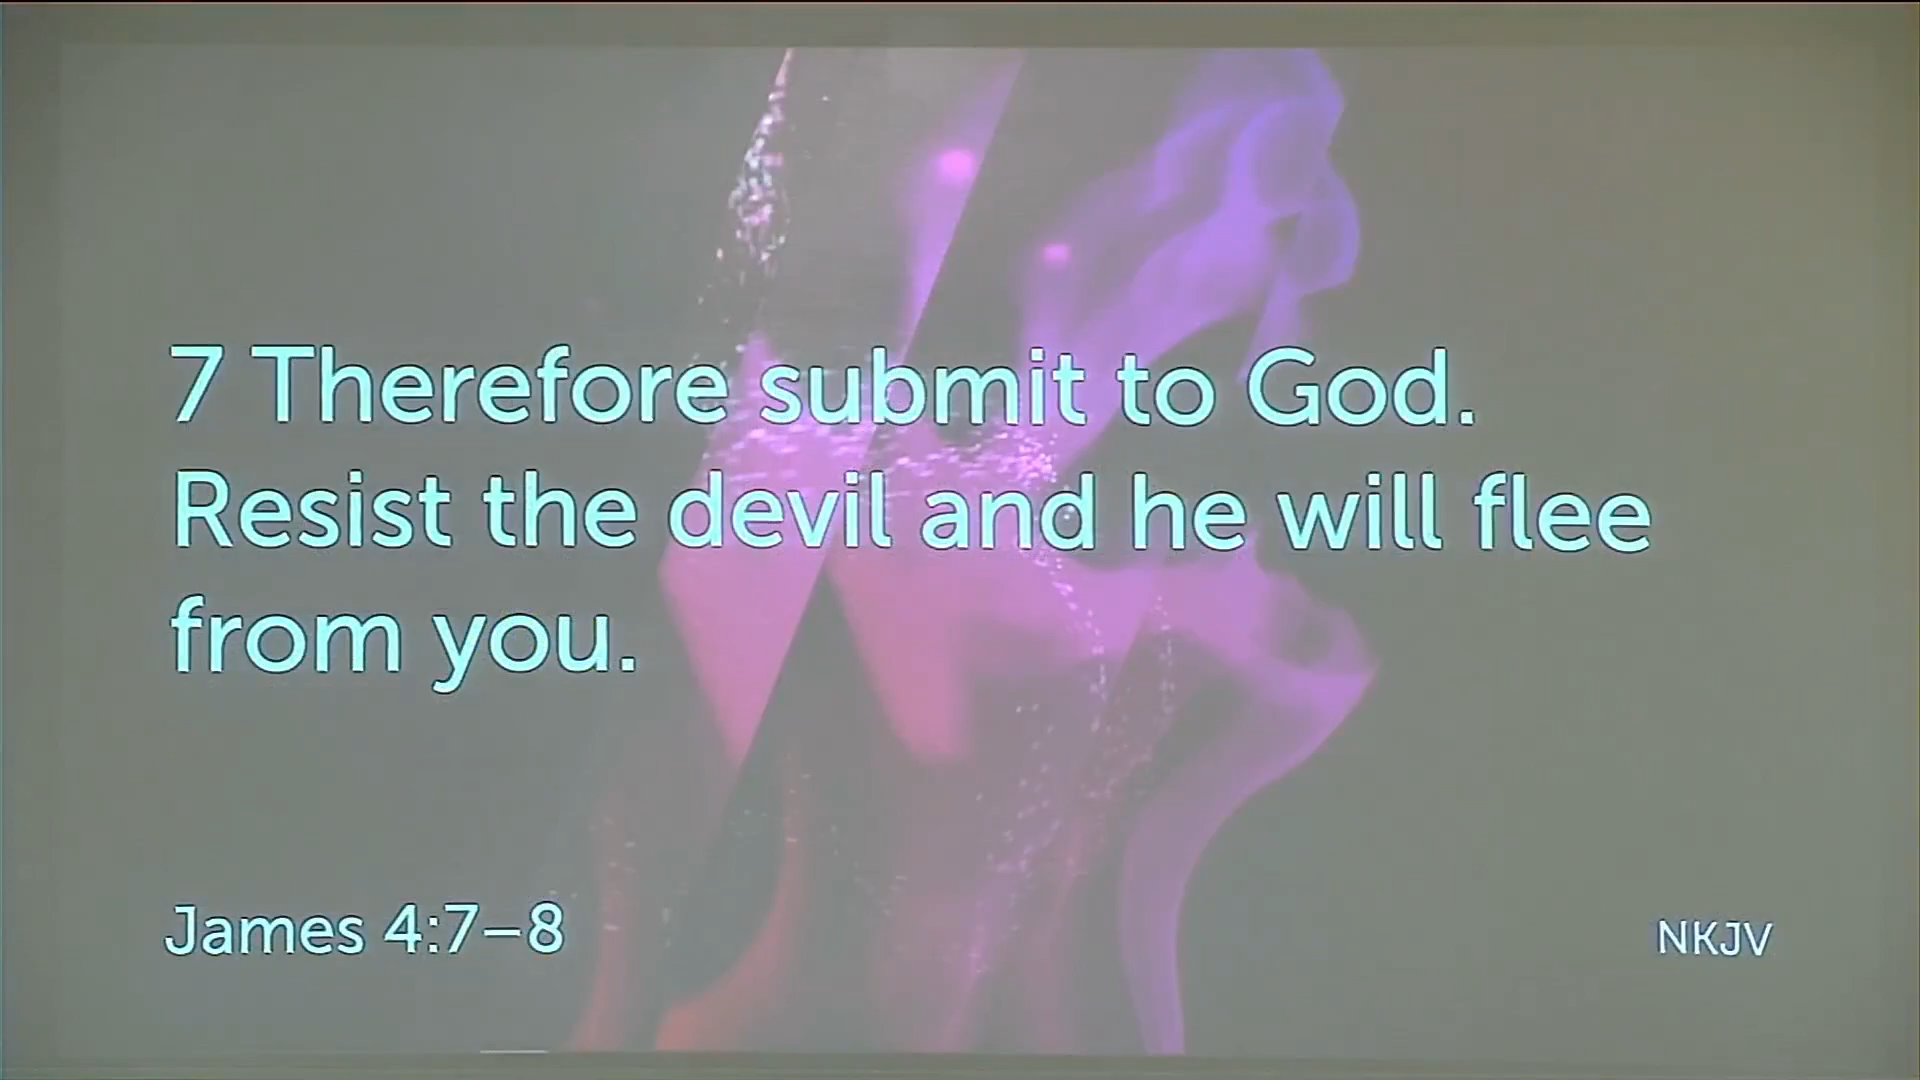 7 Therefore submit to God.
Resist the devil and he will flee
from you.
James 4:7–8
NKJV